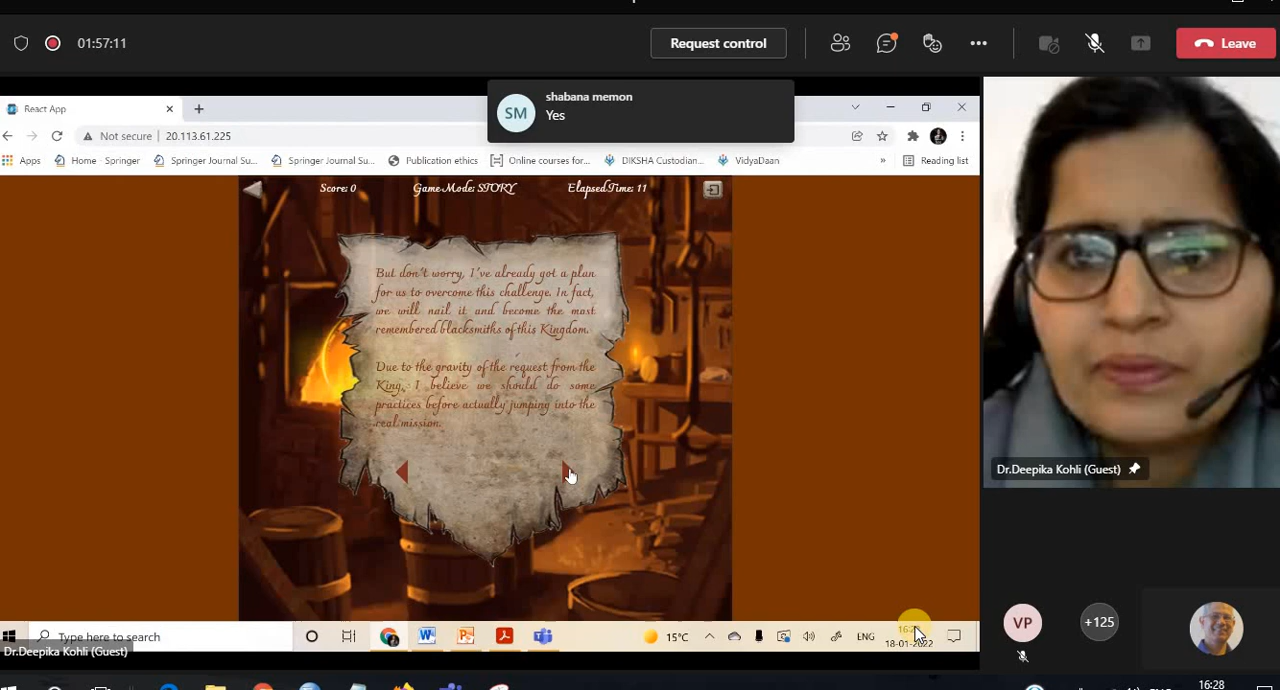 01:57:11
Request control
Leave
React App
SM
shabana memon
Yes
Not secure
20.113.61.225
Apps
Home - Springer
Springer Journal Su...
Springer Journal Su...
Publication ethics
Online courses for...
DIKSHA Custodian...
VidyaDaan
»
Reading list
Score: 0
Game Mode: STORY
Elapsed Time: 11
But don't worry, I've already got a plan
for us to overcome this challenge. In fact,
we will nail it and become the most
remembered blacksmiths of this Kingdom.
Due to the gravity of the request from the
King, I believe we should do some
practices before actually jumping into the
real mission.
Dr.Deepika Kohli (Guest)
VP
+125
Type here to search
15°C
ENG
18-01-2022
Dr.Deepika Kohli (Guest)
16:28